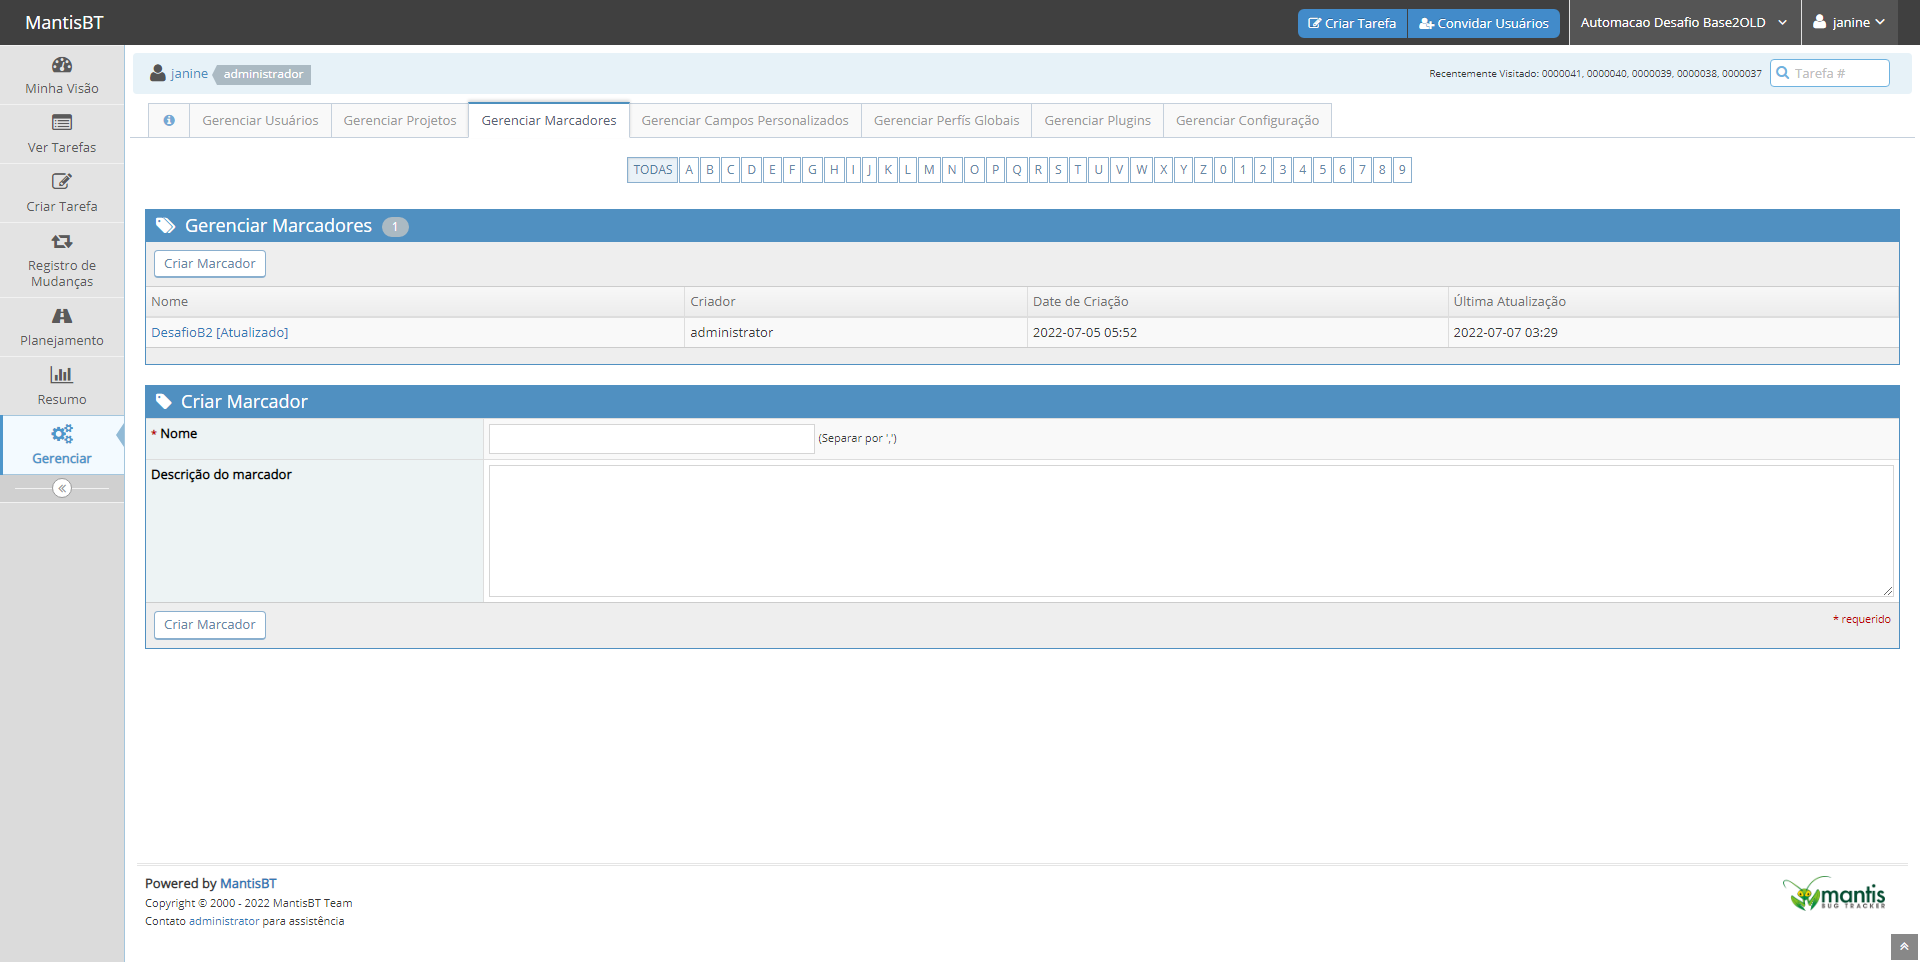 MantisBT
Criar Tarefa
Convidar Usuários
Automacao Desafio Base2OLD
janine
Minha Visão
Ver Tarefas
Criar Tarefa
Registro de
Mudanças
Planejamento
Resumo
Gerenciar
janine administrador
Recentemente Visitado: 0000041, 0000040, 0000039, 0000038, 0000037
Tarefa #
Gerenciar Usuários
Gerenciar Projetos
Gerenciar Marcadores
Gerenciar Campos Personalizados
Gerenciar Perfís Globais
Gerenciar Plugins
Gerenciar Configuração
TODAS A B C D E F G H I J K L M N O P Q R S T U V W X Y Z 0 1 2 3 4 5 6 7 8 9
Gerenciar Marcadores 1
Criar Marcador
Nome Criador Date de Criação Última Atualização
DesafioB2 [Atualizado] administrator 2022-07-05 05:52 2022-07-07 03:29
Criar Marcador
* Nome (Separar por ',')
Descrição do marcador
Criar Marcador
* requerido
Powered by MantisBT
Copyright © 2000 - 2022 MantisBT Team
Contato administrator para assistência
mantis
BUG TRACKER